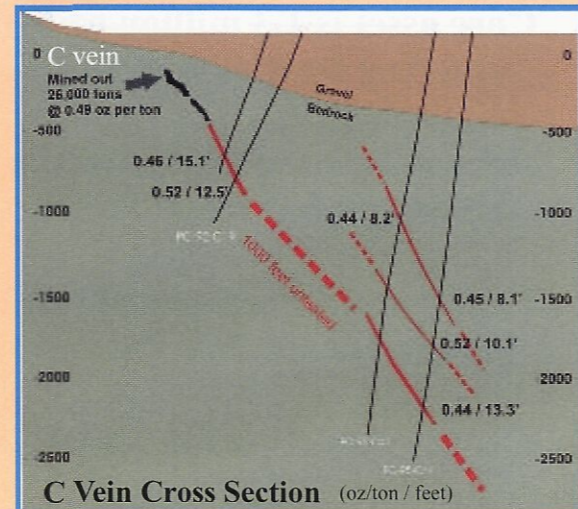 C vein
0
0
Mined out
26,000 tons
@ 0.49 oz per ton
Gravel
Bedrock
-500
-500
0.46 / 15.1'
0.52 / 12.5'
-1000
-1000
0.44 / 8.2'
1000 feet untested
-1500
0.45 / 8.1'
-1500
0.52 / 10.1'
-2000
-2000
0.44 / 13.3'
-2500
-2500
C Vein Cross Section (oz/ton / feet)